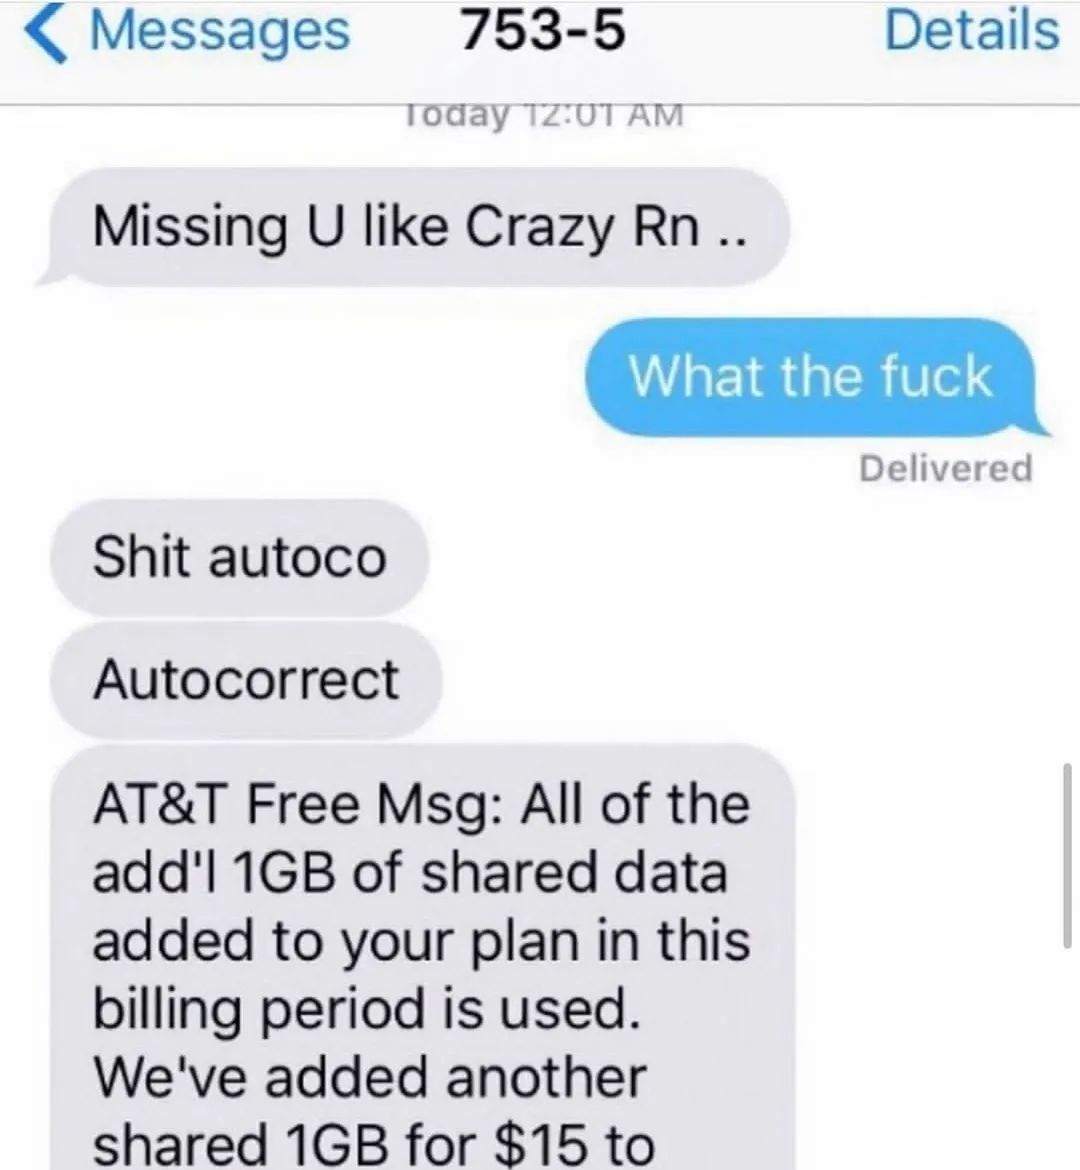 Messages 753-5 Details
Today 12:01 AM
Missing U like Crazy Rn ..
What the fuck
Delivered
Shit autoco
Autocorrect
AT&T Free Msg: All of the
add'l 1GB of shared data
added to your plan in this
billing period is used.
We've added another
shared 1GB for $15 to